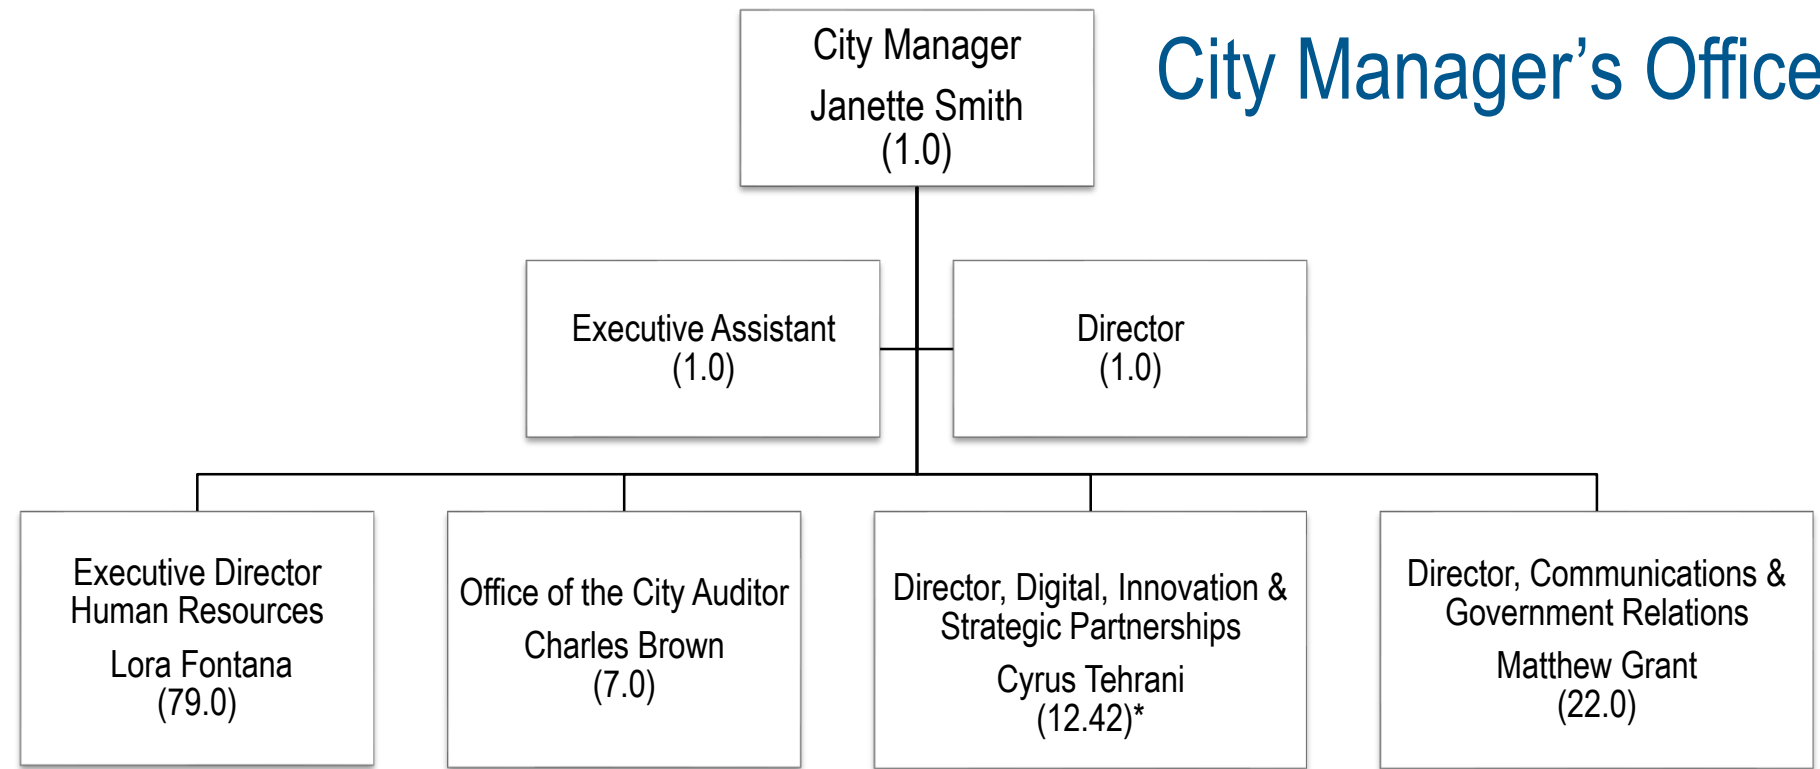 City Manager's Office
City Manager
Janette Smith
(1.0)
Executive Assistant
(1.0)
Director
(1.0)
Executive Director
Human Resources
Lora Fontana
(79.0)
Office of the City Auditor
Charles Brown
(7.0)
Director, Digital, Innovation &
Strategic Partnerships
Cyrus Tehrani
(12.42)*
Director, Communications &
Government Relations
Matthew Grant
(22.0)